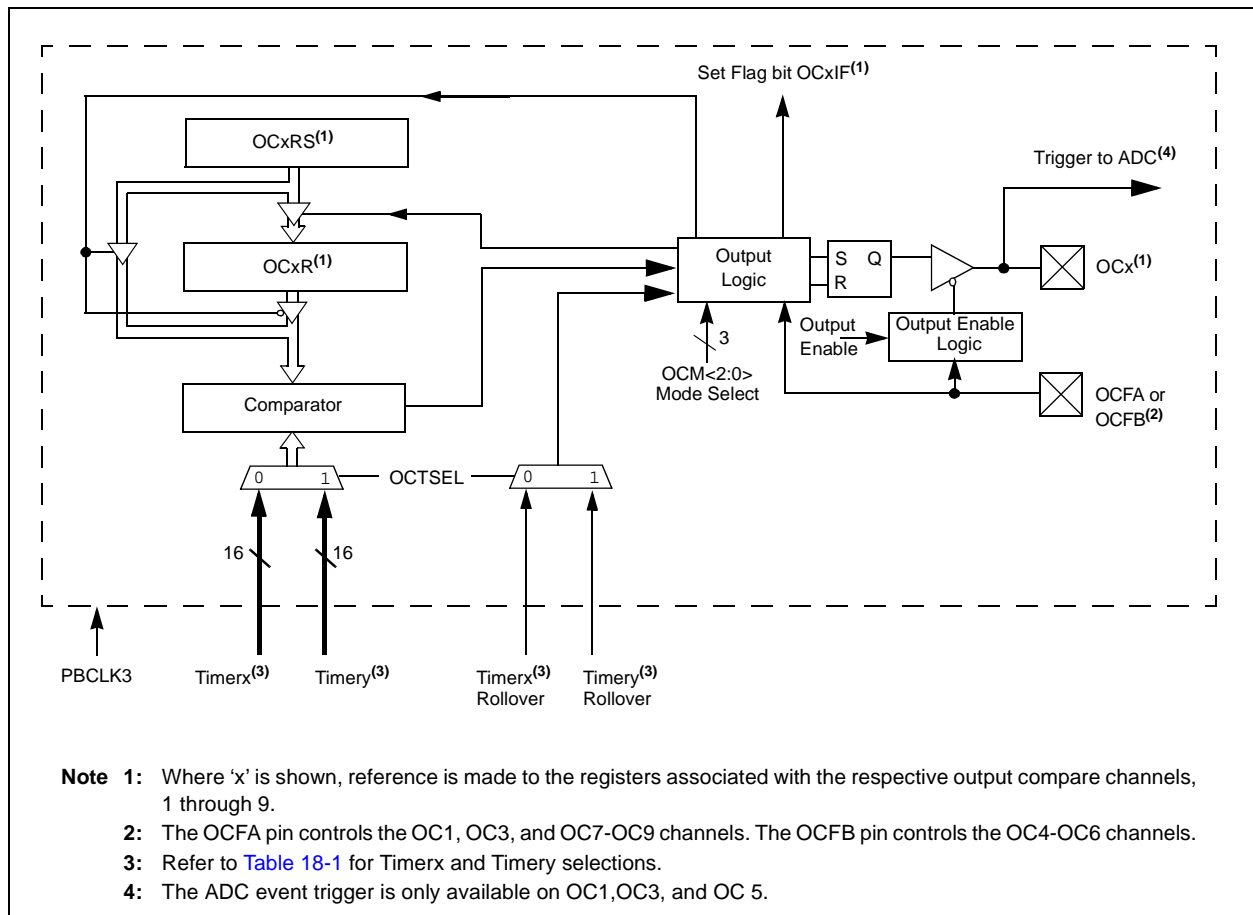 Set Flag bit OCxIF(1)
OCxRS(1)
Trigger to ADC(4)
OCxR(1)
Output
Logic
S Q
R
OCx(1)
3
Output
Enable
Output Enable
Logic
OCM<2:0>
Mode Select
Comparator
OCFA or
OCFB(2)
0 1
OCTSEL
0 1
16
16
PBCLK3
Timerx(3)
Timery(3)
Timerx(3)
Rollover
Timery(3)
Rollover
Note 1: Where ‘x’ is shown, reference is made to the registers associated with the respective output compare channels,
1 through 9.
2: The OCFA pin controls the OC1, OC3, and OC7-OC9 channels. The OCFB pin controls the OC4-OC6 channels.
3: Refer to Table 18-1 for Timerx and Timery selections.
4: The ADC event trigger is only available on OC1,OC3, and OC 5.